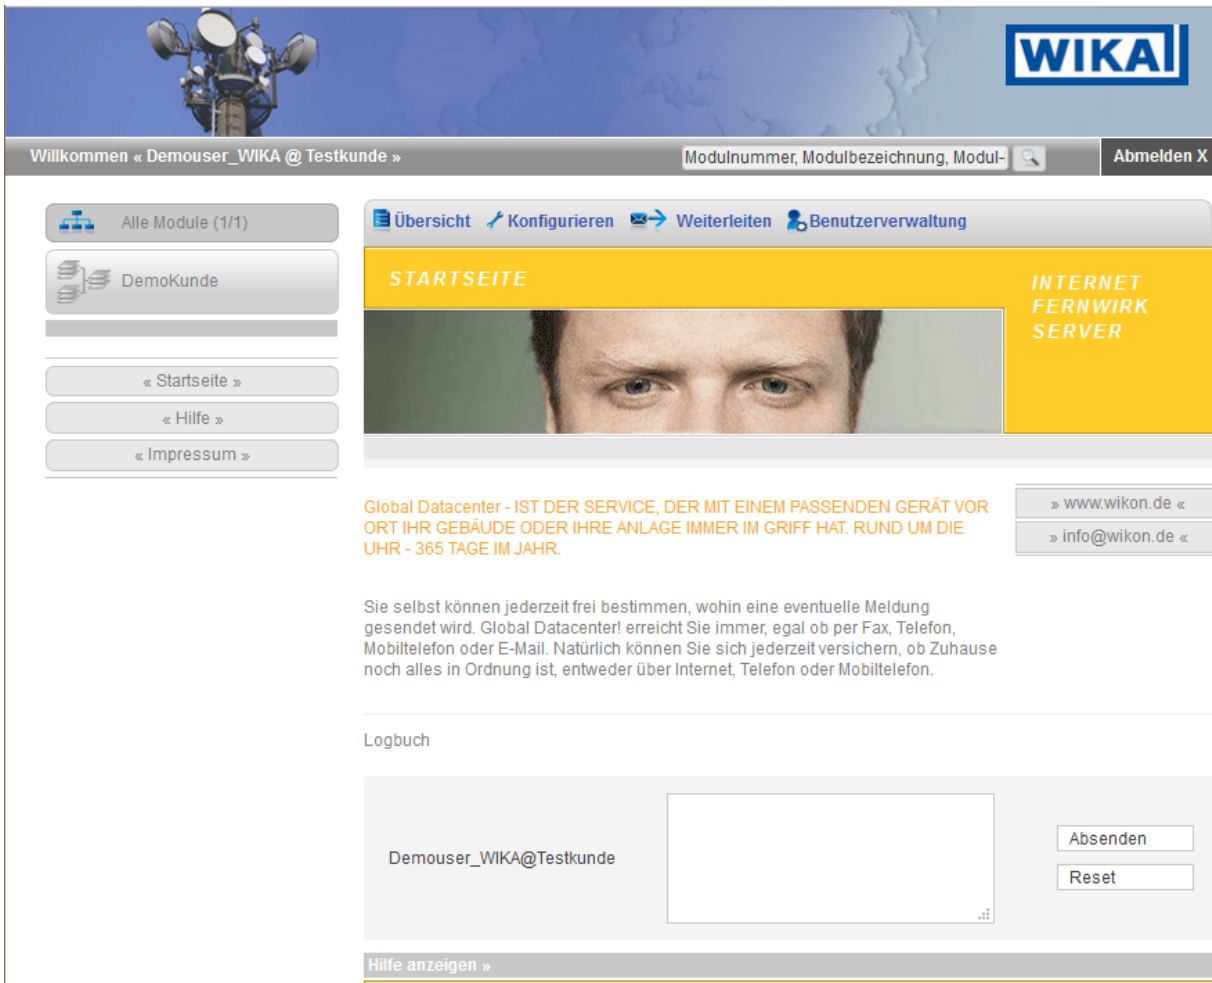 WIKA
Willkommen « Demouser_WIKA @ Testkunde »
Modulnummer, Modulbezeichnung, Modul-
Abmelden X
Alle Module (1/1)
DemoKunde
« Startseite »
« Hilfe »
« Impressum »
Übersicht Konfigurieren Weiterleiten Benutzerverwaltung
STARTSEITE
INTERNET
FERNWIRK
SERVER
Global Datacenter - IST DER SERVICE, DER MIT EINEM PASSENDEN GERÄT VOR
ORT IHR GEBÄUDE ODER IHRE ANLAGE IMMER IM GRIFF HAT. RUND UM DIE
UHR - 365 TAGE IM JAHR.
» www.wikon.de «
» info@wikon.de «
Sie selbst können jederzeit frei bestimmen, wohin eine eventuelle Meldung
gesendet wird. Global Datacenter! erreicht Sie immer, egal ob per Fax, Telefon,
Mobiltelefon oder E-Mail. Natürlich können Sie sich jederzeit versichern, ob Zuhause
noch alles in Ordnung ist, entweder über Internet, Telefon oder Mobiltelefon.
Logbuch
Demouser_WIKA@Testkunde
Absenden
Reset
Hilfe anzeigen »